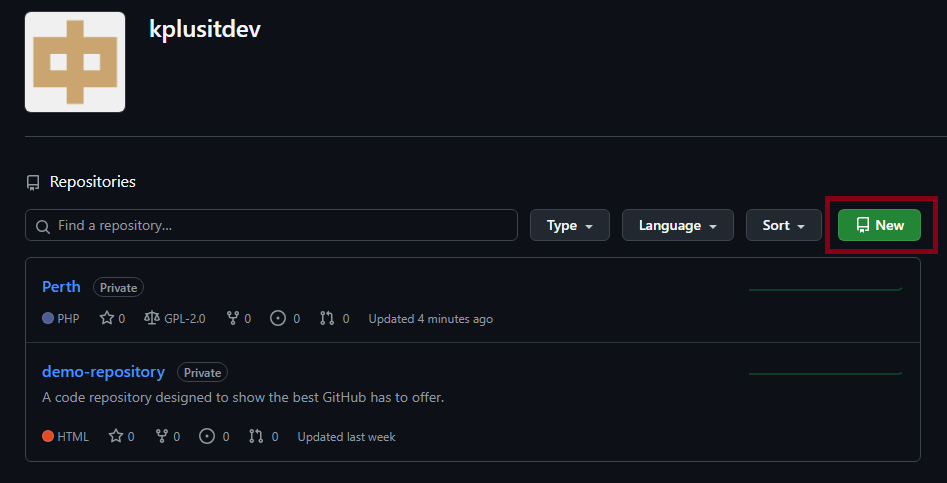 kplusitdev
Repositories
Find a repository...
Type
Language
Sort
New
Perth Private
PHP 0 GPL-2.0 0 0 0 Updated 4 minutes ago
demo-repository Private
A code repository designed to show the best GitHub has to offer.
HTML 0 0 0 0 Updated last week